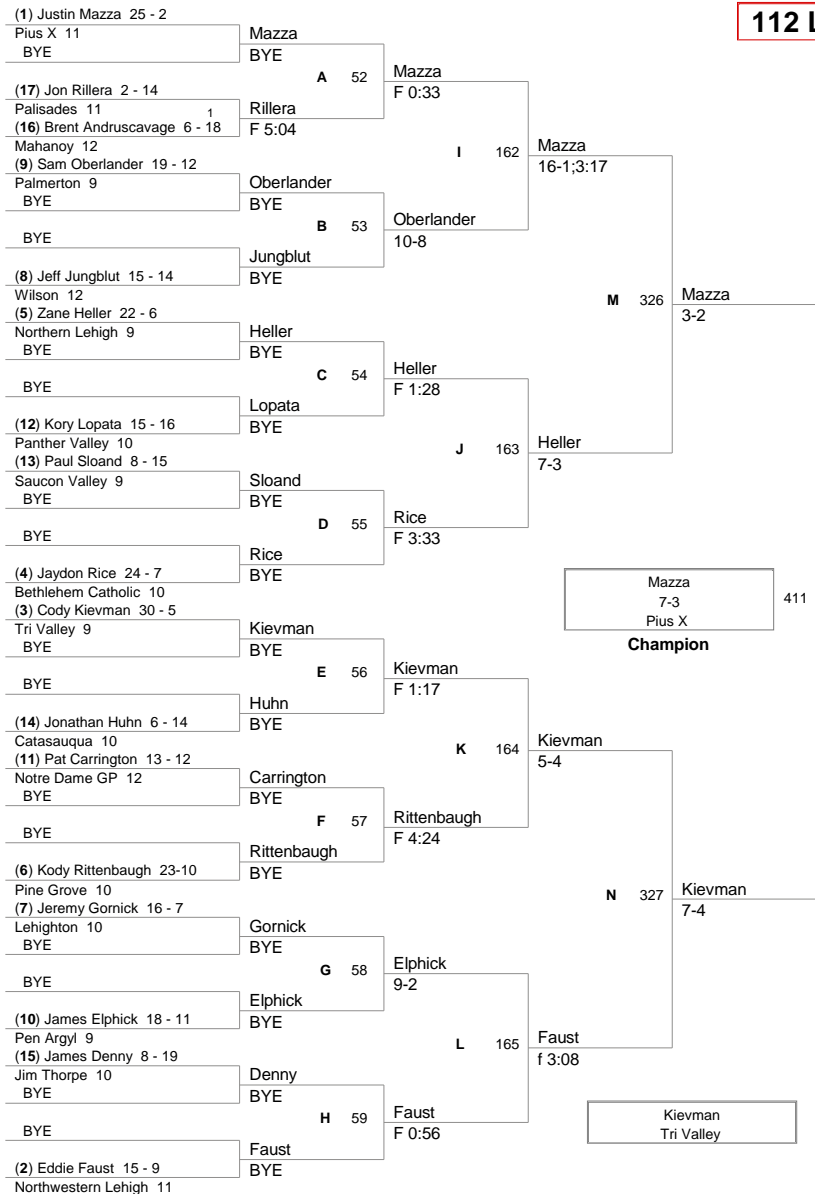 (1) Justin Mazza 25 - 2
Pius X 11
BYE
(17) Jon Rillera 2 - 14
Palisades 11
1
(16) Brent Andruscavage 6 - 18
Mahanoy 12
(9) Sam Oberlander 19 - 12
Palmerton 9
BYE
BYE
(8) Jeff Jungblut 15 - 14
Wilson 12
(5) Zane Heller 22 - 6
Northern Lehigh 9
BYE
BYE
(12) Kory Lopata 15 - 16
Panther Valley 10
(13) Paul Sloand 8 - 15
Saucon Valley 9
BYE
BYE
(4) Jaydon Rice 24 - 7
Bethlehem Catholic 10
(3) Cody Kievman 30 - 5
Tri Valley 9
BYE
BYE
(14) Jonathan Huhn 6 - 14
Catasauqua 10
(11) Pat Carrington 13 - 12
Notre Dame GP 12
BYE
BYE
(6) Kody Rittenbaugh 23-10
Pine Grove 10
(7) Jeremy Gornick 16 - 7
Lehighton 10
BYE
BYE
(10) James Elphick 18 - 11
Pen Argyl 9
(15) James Denny 8 - 19
Jim Thorpe 10
BYE
BYE
(2) Eddie Faust 15 - 9
Northwestern Lehigh 11
Mazza
BYE
A 52
Rillera
F 5:04
Oberlander
BYE
B 53
Jungblut
BYE
Heller
BYE
C 54
Lopata
BYE
Sloand
BYE
D 55
Rice
BYE
Kievman
BYE
E 56
Huhn
BYE
Carrington
BYE
F 57
Rittenbaugh
BYE
Gornick
BYE
G 58
Elphick
BYE
Denny
BYE
H 59
Faust
BYE
Mazza
F 0:33
I 162
Oberlander
10-8
Heller
F 1:28
J 163
Rice
F 3:33
Kievman
F 1:17
K 164
Rittenbaugh
F 4:24
Elphick
9-2
L 165
Faust
F 0:56
Mazza
16-1;3:17
M 326
Heller
7-3
Kievman
5-4
N 327
Faust
f 3:08
112 L
Mazza
3-2
Mazza
7-3
Pius X
411
Champion
Kievman
7-4
Kievman
Tri Valley